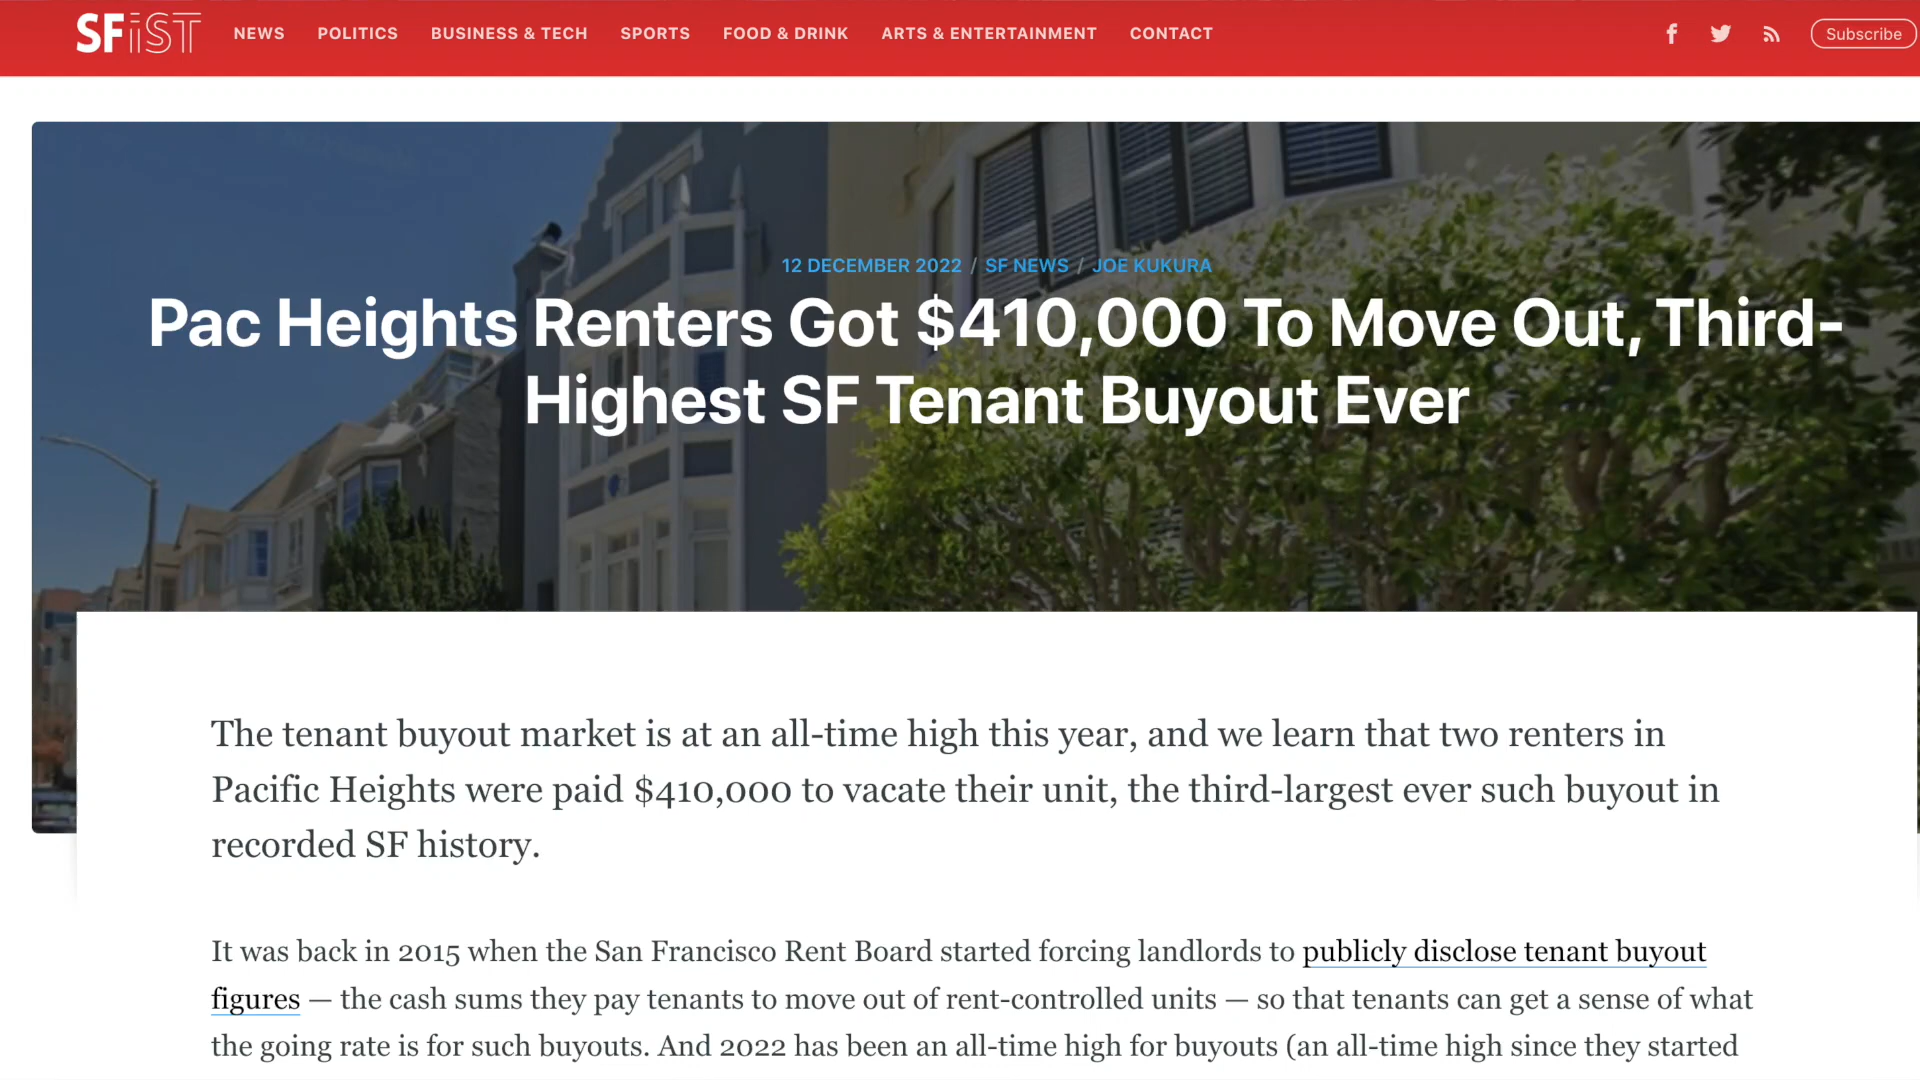 SFiST NEWS POLITICS BUSINESS & TECH SPORTS FOOD & DRINK ARTS & ENTERTAINMENT CONTACT Subscribe
12 DECEMBER 2022 / SF NEWS / JOE KUKURA
Pac Heights Renters Got $410,000 To Move Out, Third-
Highest SF Tenant Buyout Ever
The tenant buyout market is at an all-time high this year, and we learn that two renters in
Pacific Heights were paid $410,000 to vacate their unit, the third-largest ever such buyout in
recorded SF history.
It was back in 2015 when the San Francisco Rent Board started forcing landlords to publicly disclose tenant buyout
figures — the cash sums they pay tenants to move out of rent-controlled units — so that tenants can get a sense of what
the going rate is for such buyouts. And 2022 has been an all-time high for buyouts (an all-time high since they started